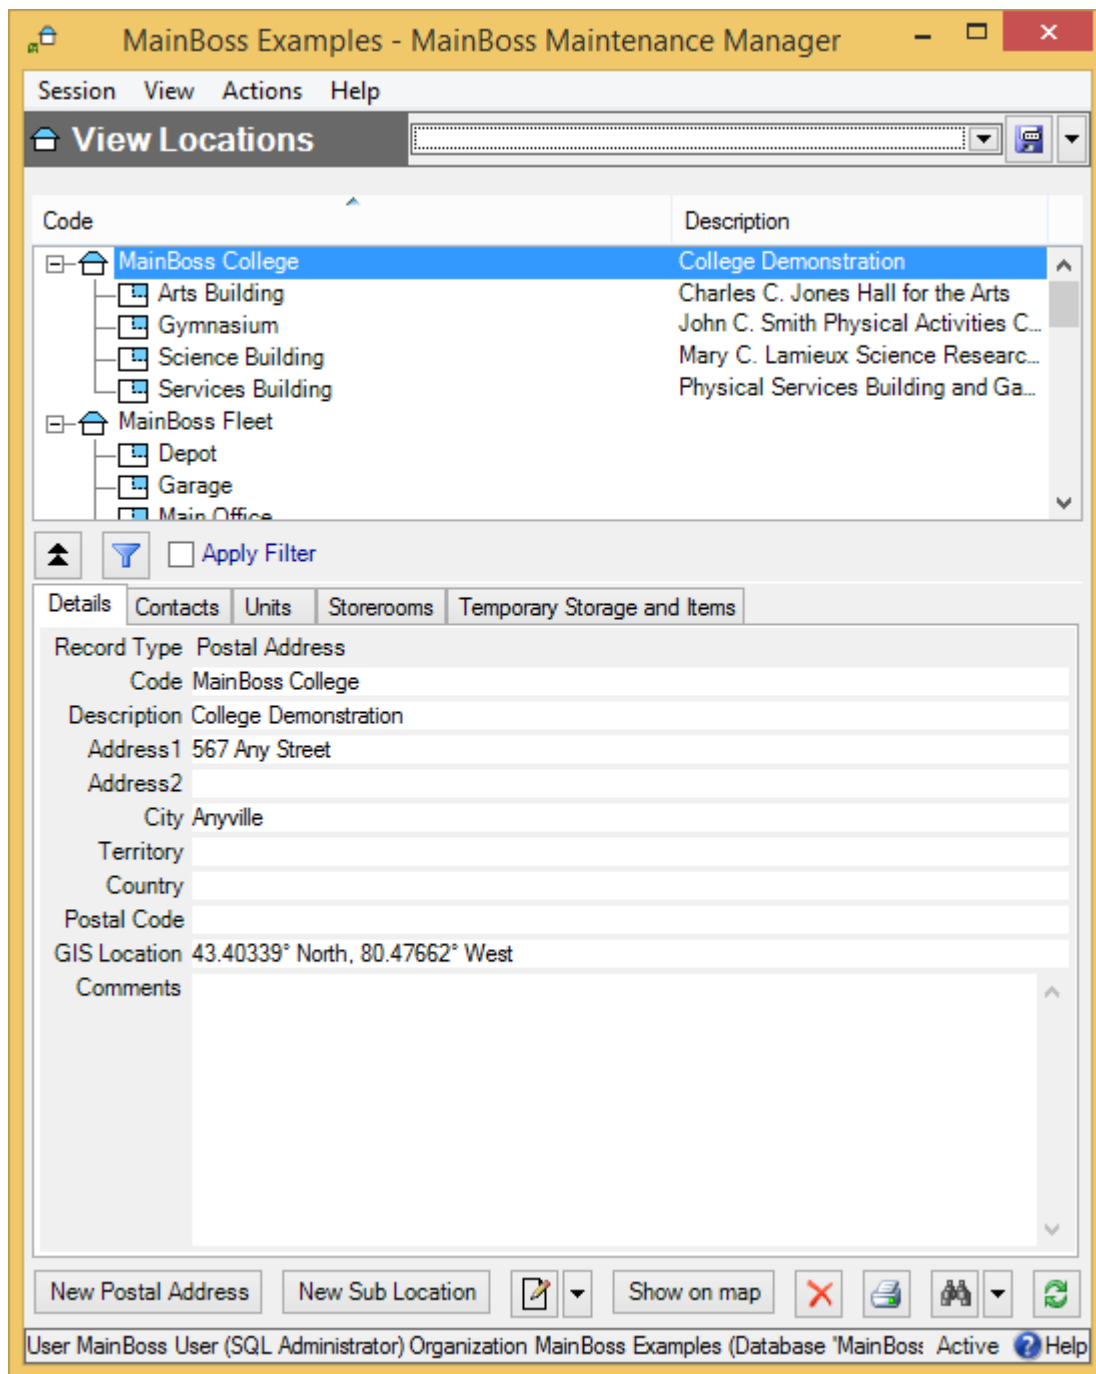 MainBoss Examples - MainBoss Maintenance Manager
Session View Actions Help
View Locations
Code Description
MainBoss College College Demonstration
Arts Building Charles C. Jones Hall for the Arts
Gymnasium John C. Smith Physical Activities C...
Science Building Mary C. Lamieux Science Researc...
Services Building Physical Services Building and Ga...
MainBoss Fleet
Depot
Garage
Main Office
Apply Filter
Details Contacts Units Storerooms Temporary Storage and Items
Record Type Postal Address
Code MainBoss College
Description College Demonstration
Address1 567 Any Street
Address2
City Anyville
Territory
Country
Postal Code
GIS Location 43.40339° North, 80.47662° West
Comments
New Postal Address New Sub Location Show on map
User MainBoss User (SQL Administrator) Organization MainBoss Examples (Database 'MainBoss Active Help